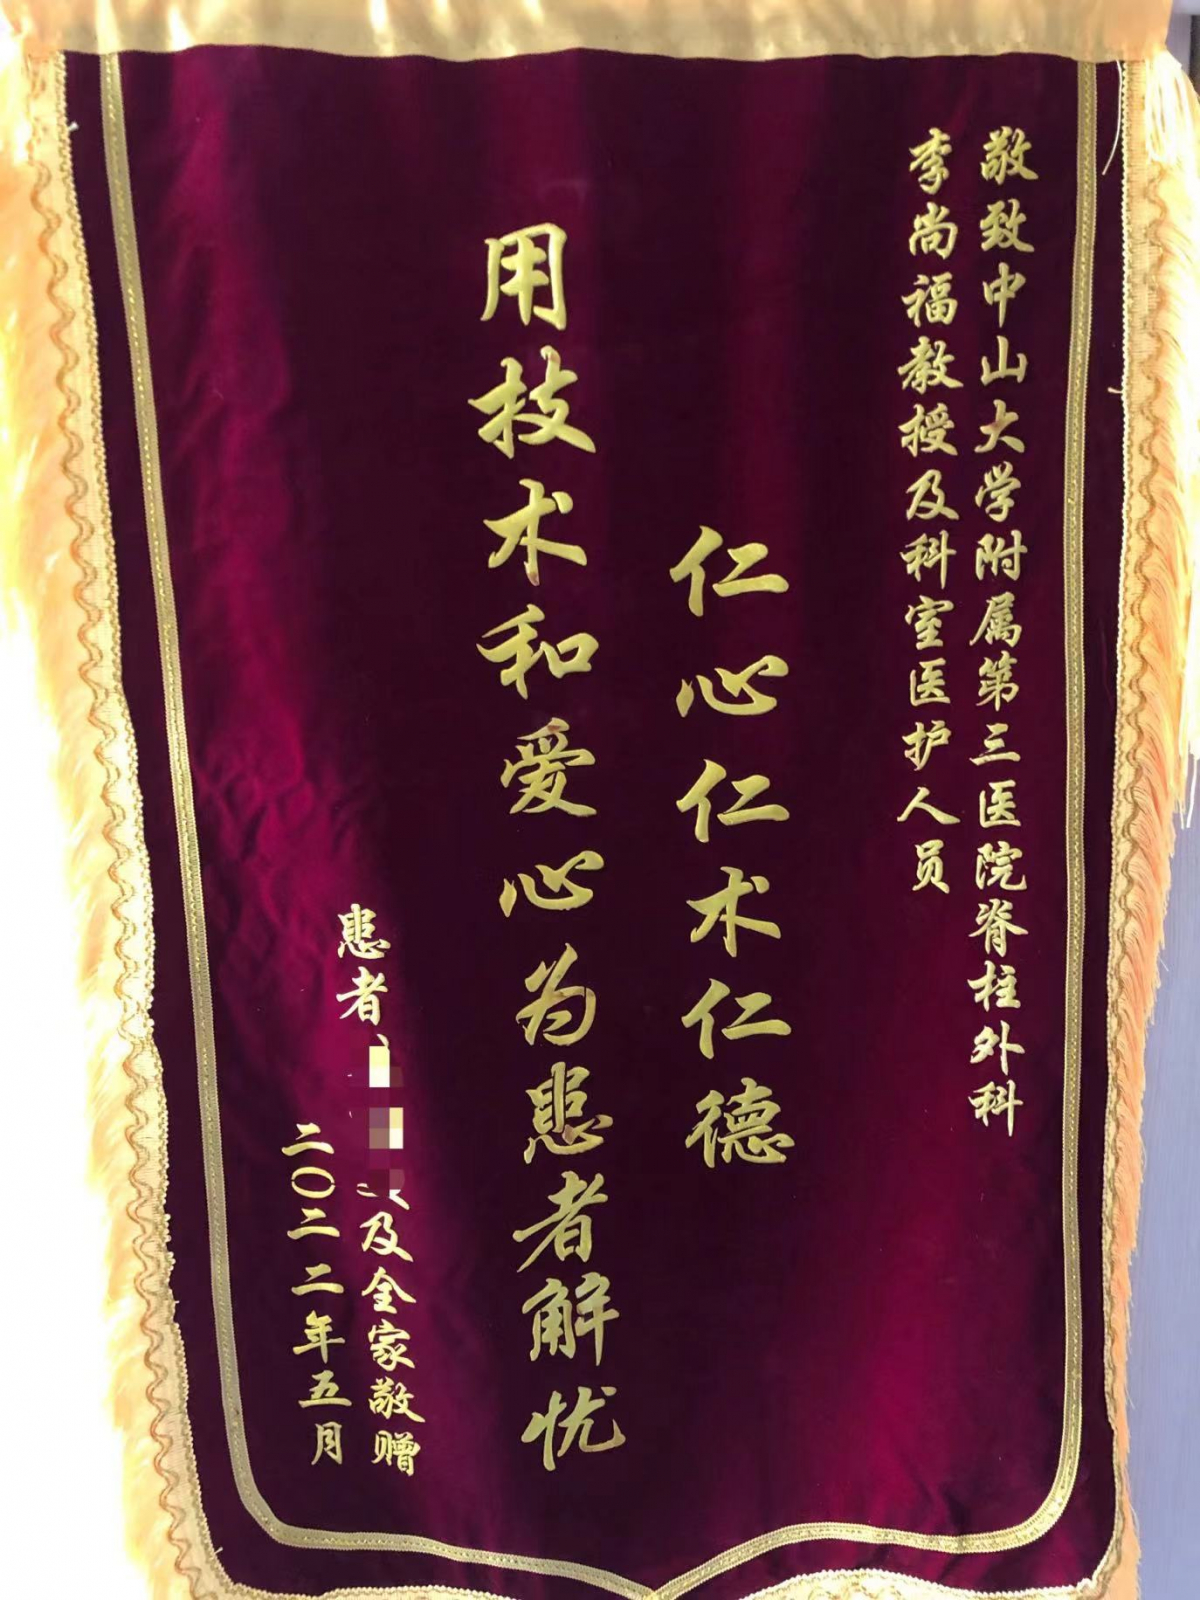 敬致中山大学附属第三医院脊柱外科
李尚福教授及科室医护人员
仁心仁术仁德
用技术和爱心为患者解忧
患者
及全家敬赠
二〇二二年五月